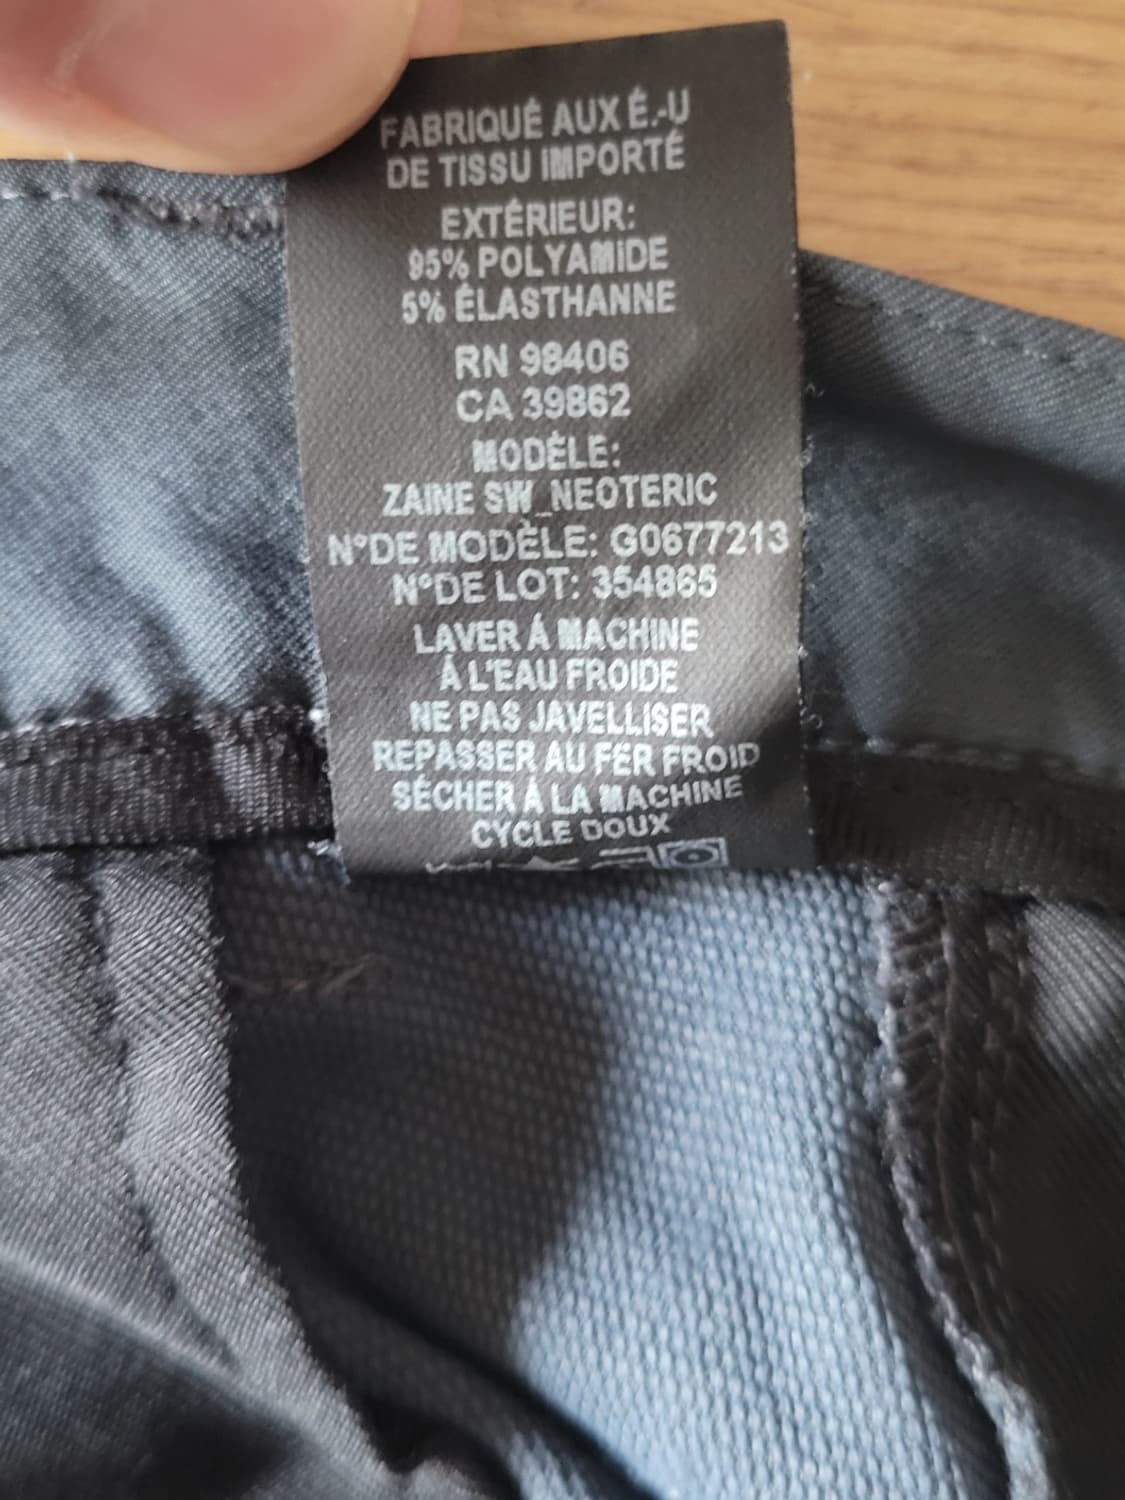 FABRIQUÉ AUX É.-U
DE TISSU IMPORTÉ
EXTÉRIEUR:
95% POLYAMIDE
5% ÉLASTHANNE
RN 98406
CA 39862
MODÈLE:
ZAINE SW_NEOTERIC
N°DE MODÈLE: G0677213
N°DE LOT: 354865
LAVER À MACHINE
À L'EAU FROIDE
NE PAS JAVELLISER
REPASSER AU FER FROID
SÉCHER À LA MACHINE
CYCLE DOUX